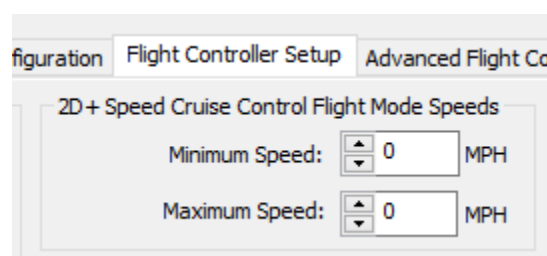 figuration Flight Controller Setup Advanced Flight Co
2D+ Speed Cruise Control Flight Mode Speeds
Minimum Speed: 0 MPH
Maximum Speed: 0 MPH